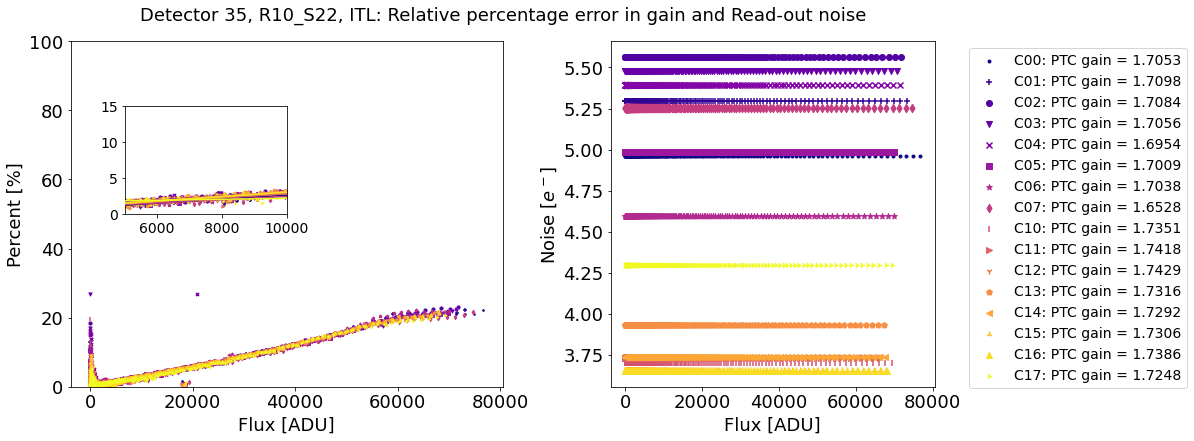 Detector 35, R10_S22, ITL: Relative percentage error in gain and Read-out noise
Percent [%]
100
80
60
40
20
0
15
10
5
0
6000 8000 10000
0 20000 40000 60000 80000
Flux [ADU]
Noise [e⁻]
5.50
5.25
5.00
4.75
4.50
4.25
4.00
3.75
0 20000 40000 60000 80000
Flux [ADU]
C00: PTC gain = 1.7053
C01: PTC gain = 1.7098
C02: PTC gain = 1.7084
C03: PTC gain = 1.7056
C04: PTC gain = 1.6954
C05: PTC gain = 1.7009
C06: PTC gain = 1.7038
C07: PTC gain = 1.6528
C10: PTC gain = 1.7351
C11: PTC gain = 1.7418
C12: PTC gain = 1.7429
C13: PTC gain = 1.7316
C14: PTC gain = 1.7292
C15: PTC gain = 1.7306
C16: PTC gain = 1.7386
C17: PTC gain = 1.7248